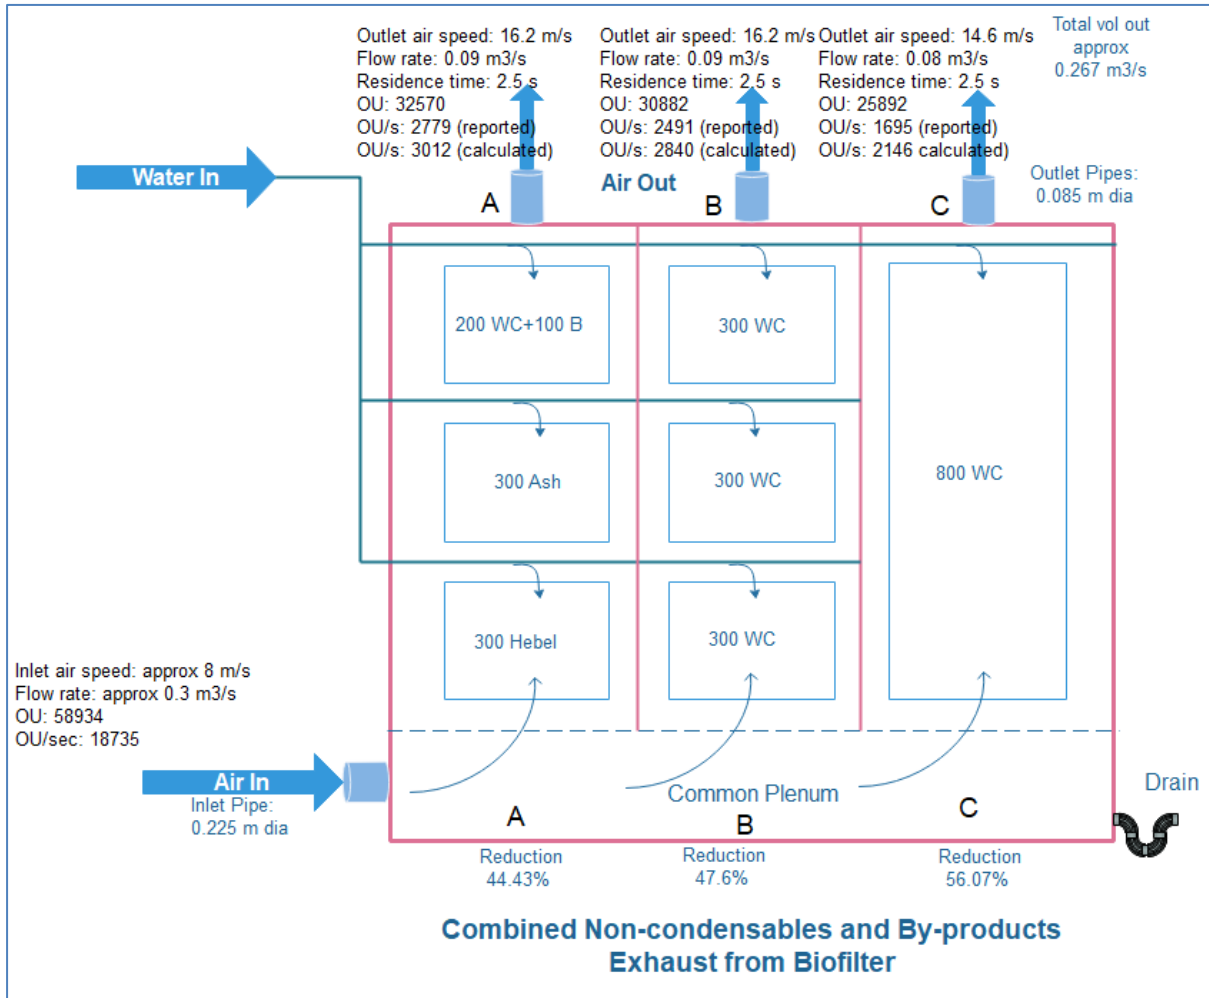 Outlet air speed: 16.2 m/s
Flow rate: 0.09 m3/s
Residence time: 2.5 s
OU: 32570
OU/s: 2779 (reported)
OU/s: 3012 (calculated)
Outlet air speed: 16.2 m/s
Flow rate: 0.09 m3/s
Residence time: 2.5 s
OU: 30882
OU/s: 2491 (reported)
OU/s: 2840 (calculated)
Outlet air speed: 14.6 m/s
Flow rate: 0.08 m3/s
Residence time: 2.5 s
OU: 25892
OU/s: 1695 (reported)
OU/s: 2146 calculated)
Total vol out
approx
0.267 m3/s
Water In
Air Out
Outlet Pipes:
0.085 m dia
A
B
C
200 WC+100 B
300 WC
300 Ash
300 WC
800 WC
300 Hebel
300 WC
Inlet air speed: approx 8 m/s
Flow rate: approx 0.3 m3/s
OU: 58934
OU/sec: 18735
Air In
Inlet Pipe:
0.225 m dia
Common Plenum
Drain
A
B
C
Reduction
44.43%
Reduction
47.6%
Reduction
56.07%
Combined Non-condensables and By-products
Exhaust from Biofilter